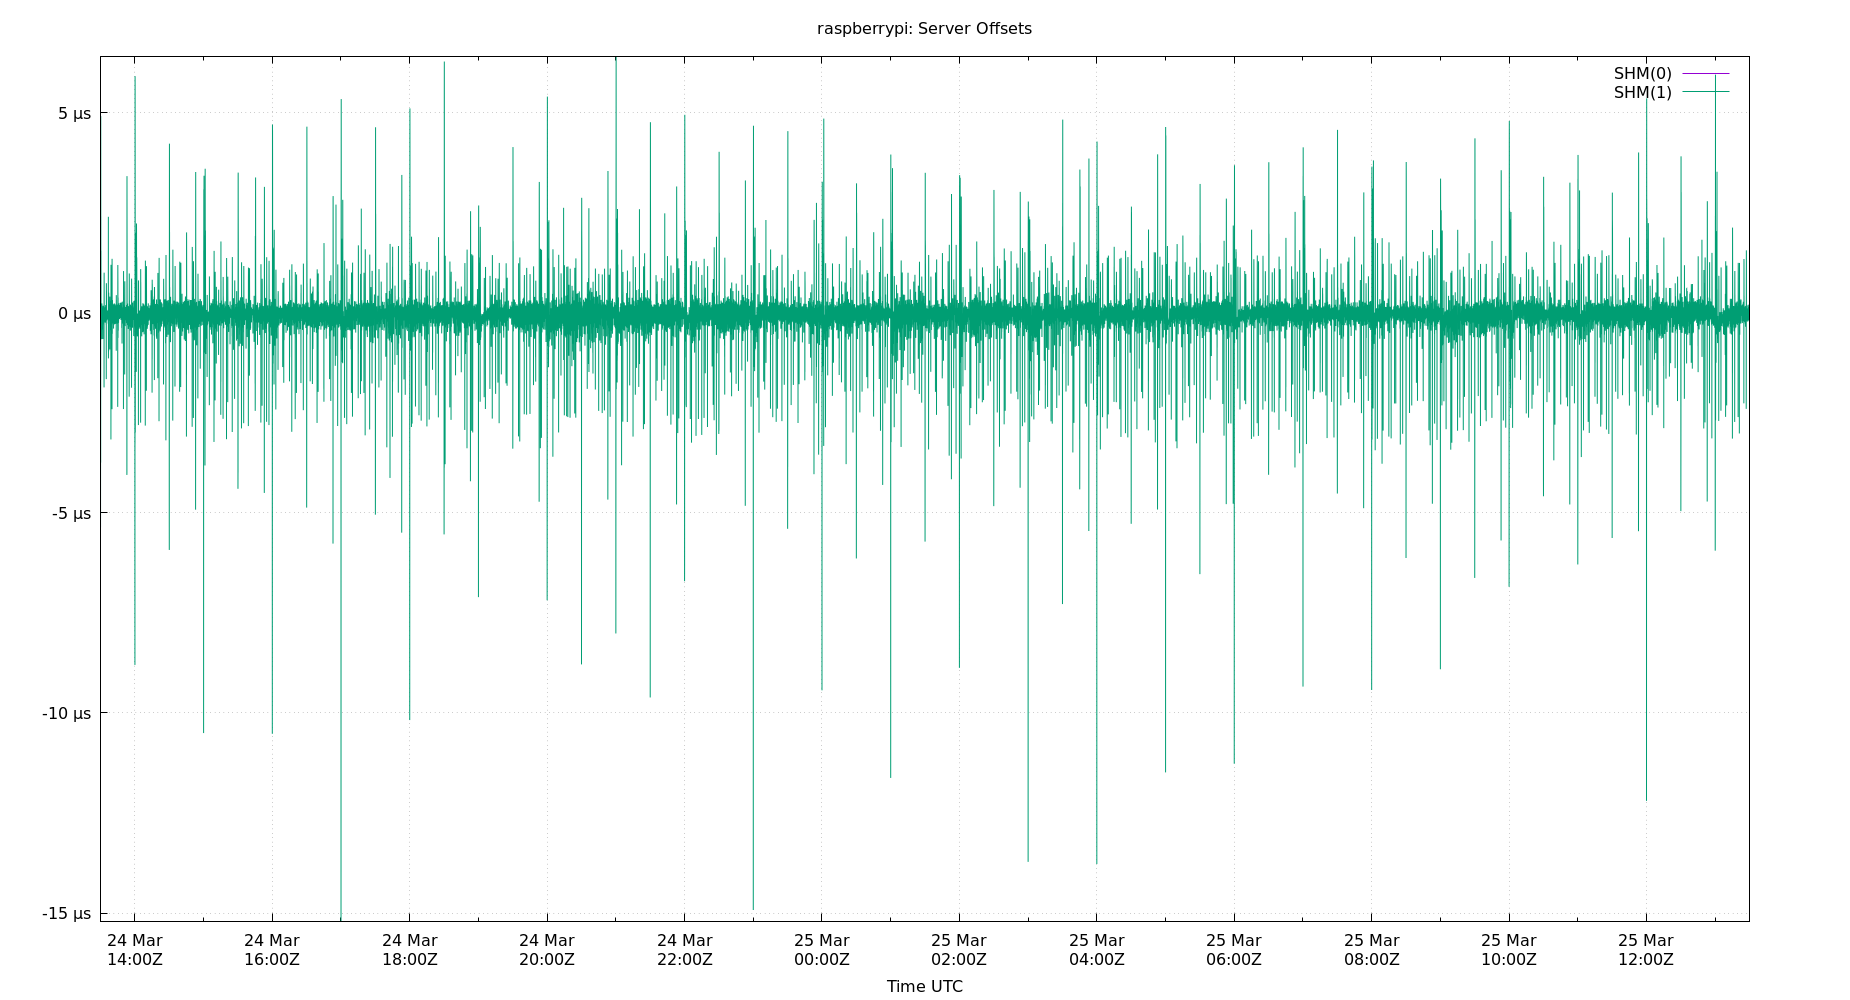 raspberrypi: Server Offsets
SHM(0)
SHM(1)
5 µs
0 µs
-5 µs
-10 µs
-15 µs
24 Mar 24 Mar 24 Mar 24 Mar 24 Mar 25 Mar 25 Mar 25 Mar 25 Mar 25 Mar 25 Mar 25 Mar
14:00Z 16:00Z 18:00Z 20:00Z 22:00Z 00:00Z 02:00Z 04:00Z 06:00Z 08:00Z 10:00Z 12:00Z
Time UTC